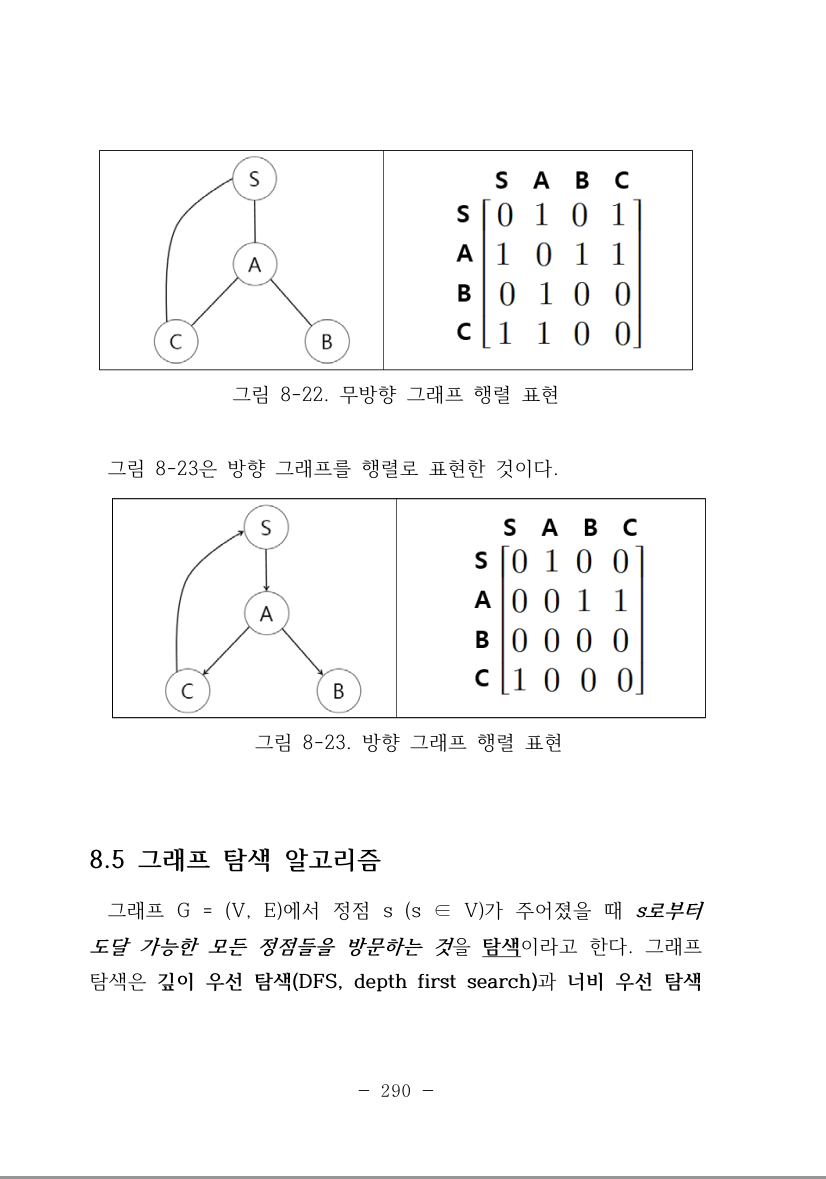 S
A
C
B
S A B C
S 0 1 0 1
A 1 0 1 1
B 0 1 0 0
C 1 1 0 0
그림 8-22. 무방향 그래프 행렬 표현
그림 8-23은 방향 그래프를 행렬로 표현한 것이다.
S
A
C
B
S A B C
S 0 1 0 0
A 0 0 1 1
B 0 0 0 0
C 1 0 0 0
그림 8-23. 방향 그래프 행렬 표현
8.5 그래프 탐색 알고리즘
그래프 G = (V, E)에서 정점 s (s ∈ V)가 주어졌을 때 s로부터
도달 가능한 모든 정점들을 방문하는 것을 탐색이라고 한다. 그래프
탐색은 깊이 우선 탐색(DFS, depth first search)과 너비 우선 탐색
- 290 -